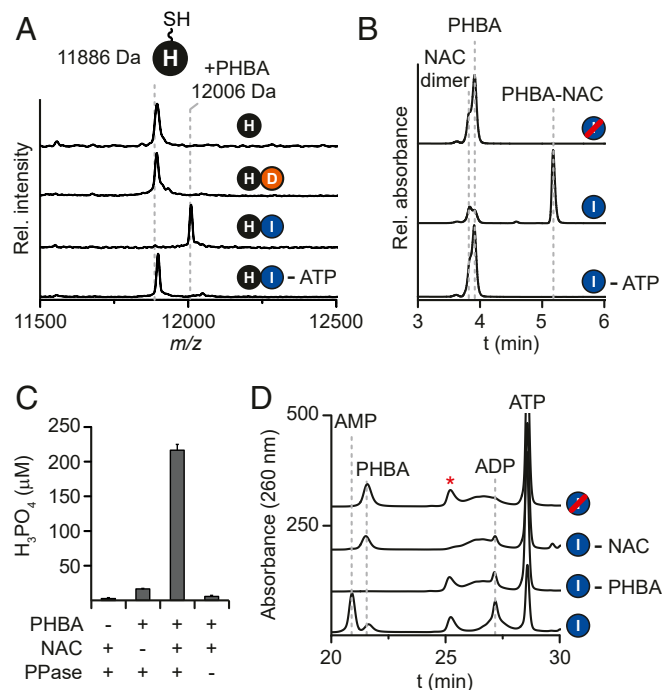 A
SH
H
11886 Da
+PHBA
12006 Da
H
H D
H I
H I - ATP
Rel. intensity
11500 12000 12500
m/z
B
PHBA
NAC
dimer
PHBA-NAC
I
I
I - ATP
Rel. absorbance
3 4 5 6
t (min)
C
H3PO4 (μM)
250
200
150
100
50
PHBA - + + +
NAC + - + +
PPase + + + -
D
500
250
Absorbance (260 nm)
AMP
PHBA
*
ADP
ATP
I
I - NAC
I - PHBA
I
20 25 30
t (min)